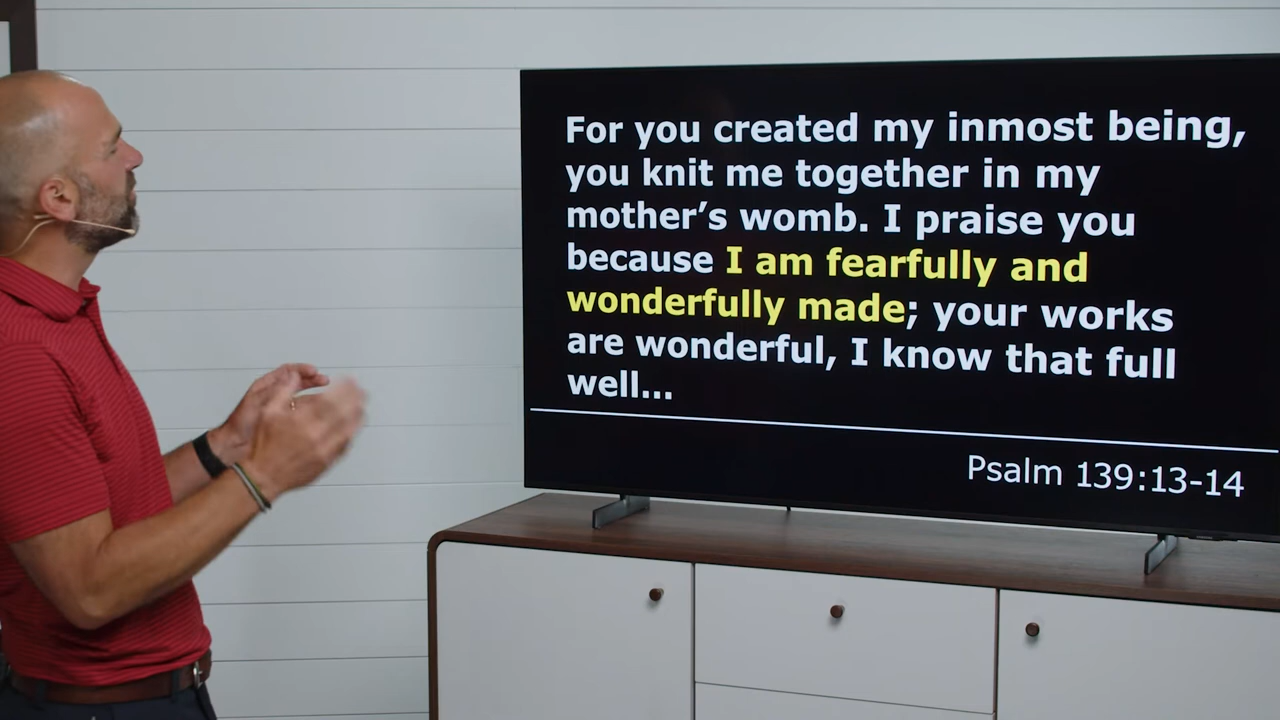 For you created my inmost being,
you knit me together in my
mother’s womb. I praise you
because I am fearfully and
wonderfully made; your works
are wonderful, I know that full
well...
Psalm 139:13-14